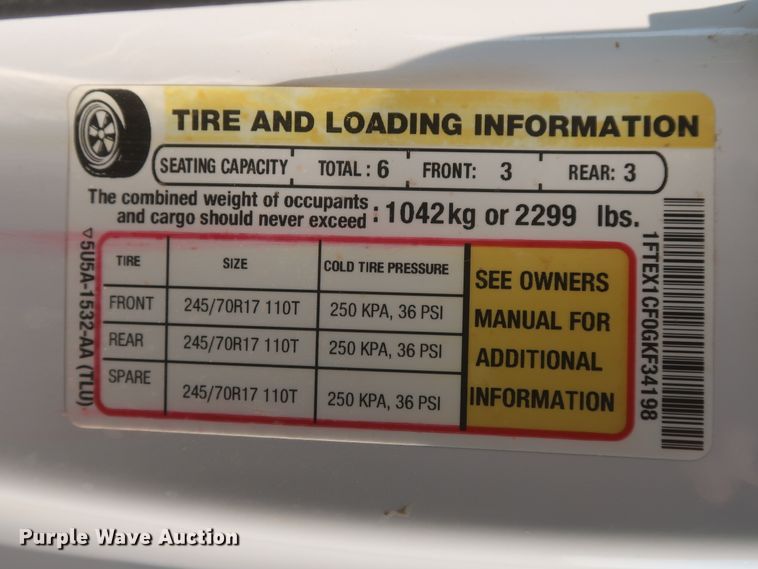 TIRE AND LOADING INFORMATION
SEATING CAPACITY TOTAL : 6 FRONT: 3 REAR: 3
The combined weight of occupants
and cargo should never exceed : 1042kg or 2299 lbs.
TIRE SIZE COLD TIRE PRESSURE
FRONT 245/70R17 110T 250 KPA, 36 PSI
REAR 245/70R17 110T 250 KPA, 36 PSI
SPARE 245/70R17 110T 250 KPA, 36 PSI
SEE OWNERS
MANUAL FOR
ADDITIONAL
INFORMATION
▽5U5A-1532-AA (TLU)
1FTEX1CF0GKF34198
Purple Wave Auction